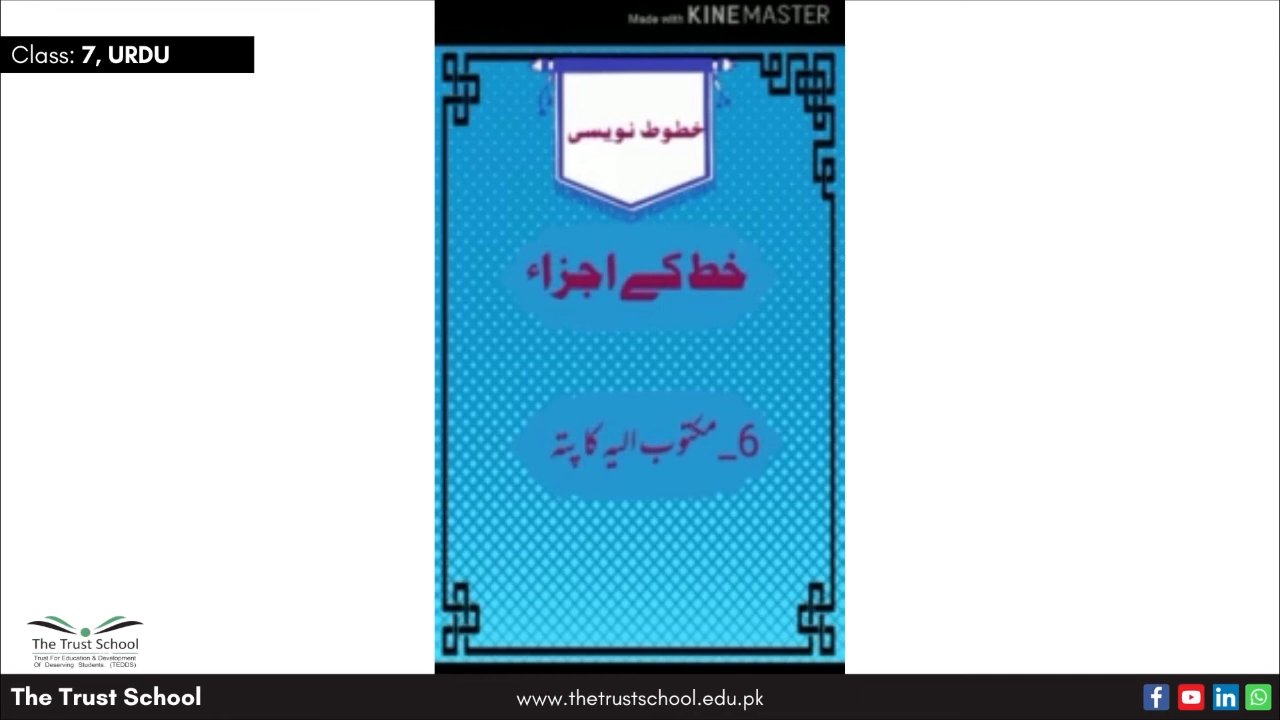 Made with KINEMASTER
Class: 7, URDU
خطوط نویسی
خط کے اجزاء
6_ مکتوب الیہ کا پتہ
The Trust School
Trust For Education & Development
Of Deserving Students. (TEDDS)
The Trust School
www.thetrustschool.edu.pk